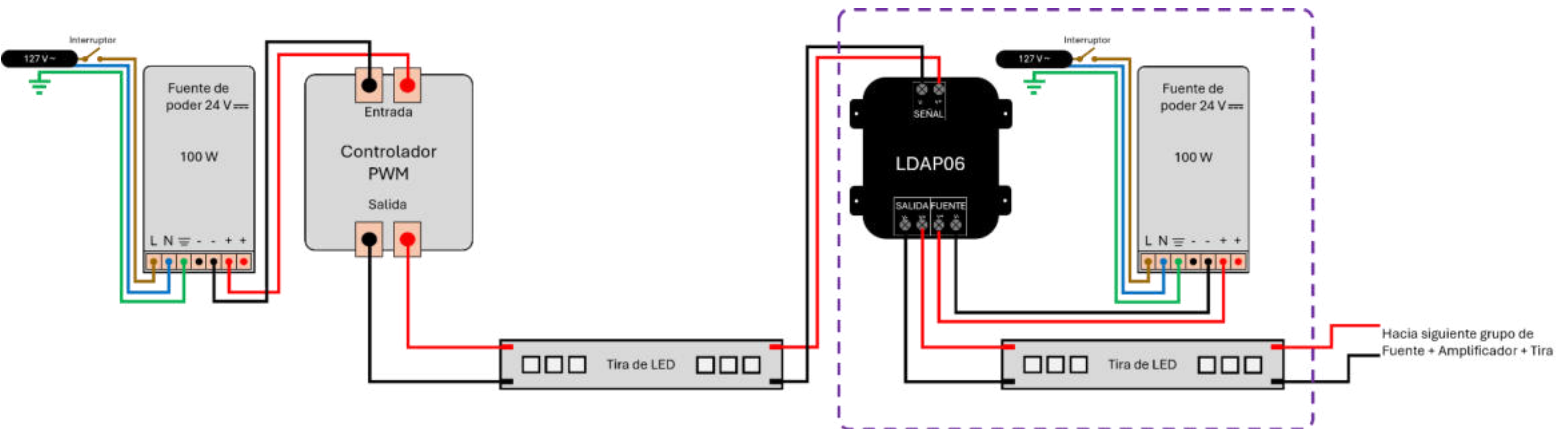 Interruptor
127 V ~
Fuente de
poder 24 V
100 W
L N - - + +
Entrada
Controlador
PWM
Salida
Tira de LED
V- V+
SEÑAL
LDAP06
SALIDA FUENTE
V- V+ V+ V-
Interruptor
127 V ~
Fuente de
poder 24 V
100 W
L N - - + +
Tira de LED
Hacia siguiente grupo de
Fuente + Amplificador + Tira